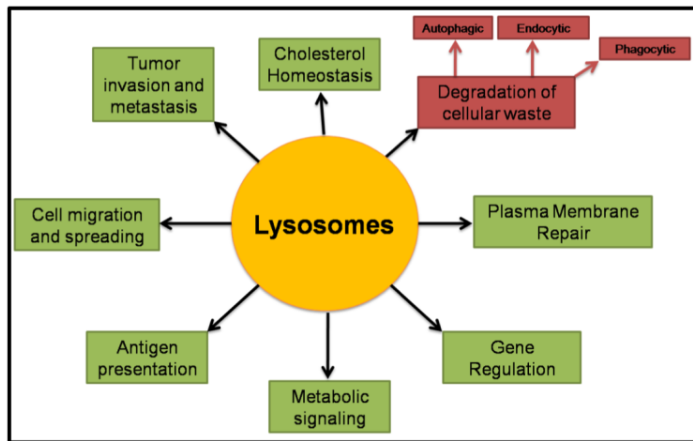 Autophagic
Endocytic
Phagocytic
Tumor
invasion and
metastasis
Cholesterol
Homeostasis
Degradation of
cellular waste
Cell migration
and spreading
Lysosomes
Plasma Membrane
Repair
Antigen
presentation
Metabolic
signaling
Gene
Regulation